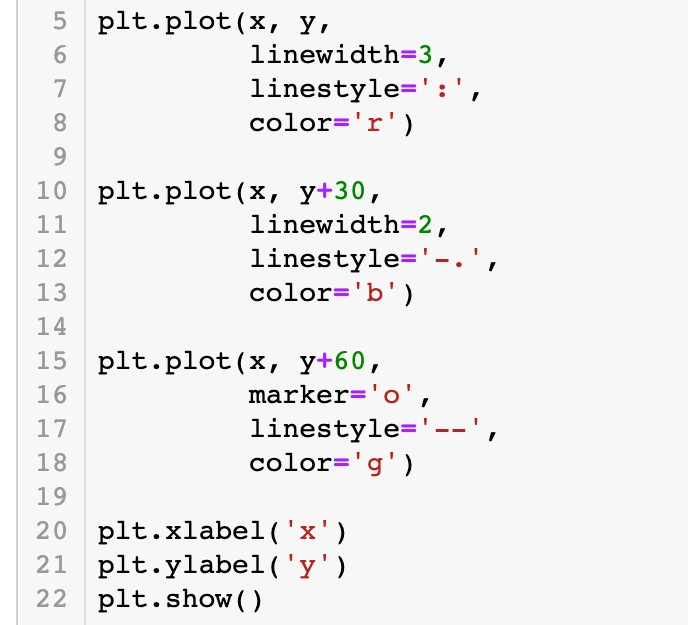 5 plt.plot(x, y,
6          linewidth=3,
7          linestyle=':',
8          color='r')
9
10 plt.plot(x, y+30,
11          linewidth=2,
12          linestyle='-.',
13          color='b')
14
15 plt.plot(x, y+60,
16          marker='o',
17          linestyle='--',
18          color='g')
19
20 plt.xlabel('x')
21 plt.ylabel('y')
22 plt.show()